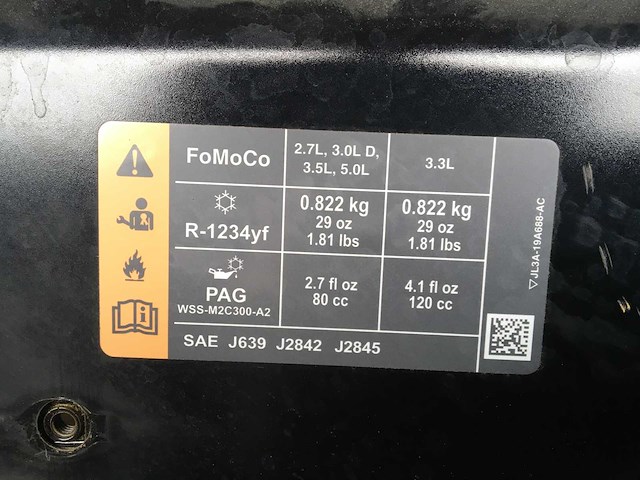 FoMoCo
2.7L, 3.0L D,
3.5L, 5.0L
3.3L
R-1234yf
0.822 kg
29 oz
1.81 lbs
0.822 kg
29 oz
1.81 lbs
PAG
WSS-M2C300-A2
2.7 fl oz
80 cc
4.1 fl oz
120 cc
SAE J639 J2842 J2845
JL3A-19A688-AC